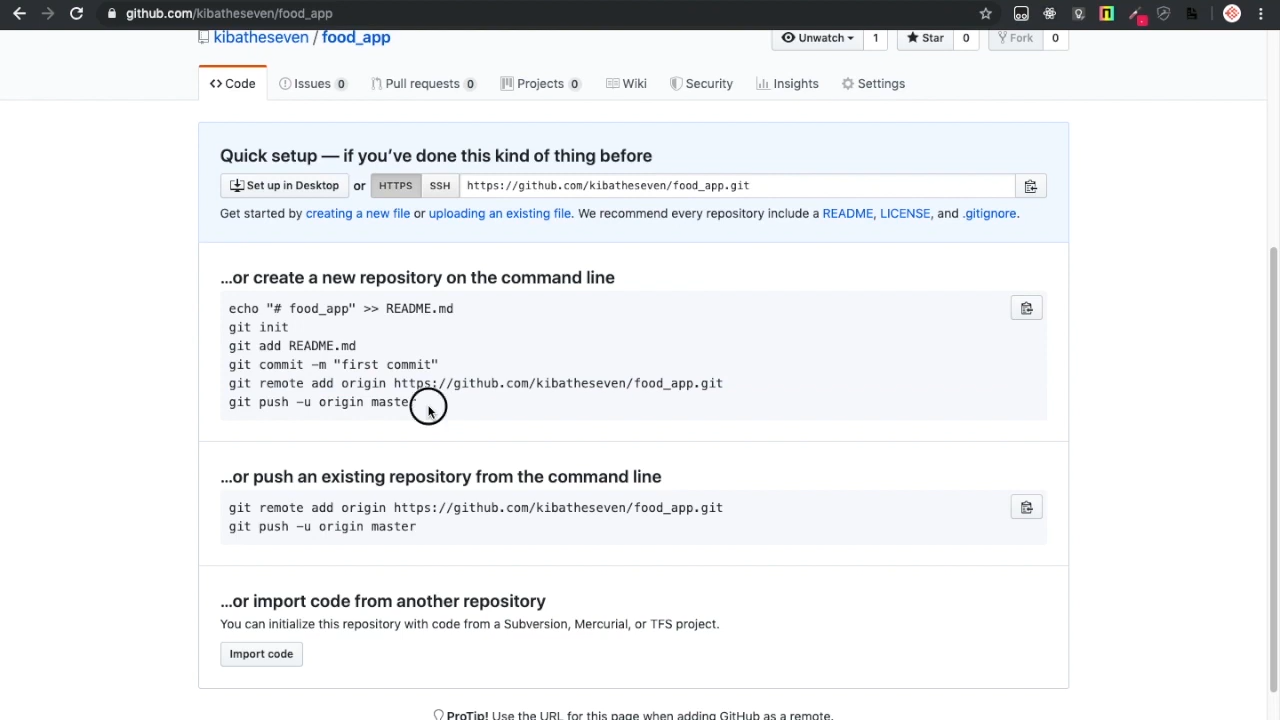 github.com/kibatheseven/food_app
kibatheseven / food_app
Unwatch 1 Star 0 Fork 0
Code Issues 0 Pull requests 0 Projects 0 Wiki Security Insights Settings
Quick setup — if you've done this kind of thing before
Set up in Desktop or HTTPS SSH https://github.com/kibatheseven/food_app.git
Get started by creating a new file or uploading an existing file. We recommend every repository include a README, LICENSE, and .gitignore.
…or create a new repository on the command line
echo "# food_app" >> README.md
git init
git add README.md
git commit -m "first commit"
git remote add origin https://github.com/kibatheseven/food_app.git
git push -u origin master
…or push an existing repository from the command line
git remote add origin https://github.com/kibatheseven/food_app.git
git push -u origin master
…or import code from another repository
You can initialize this repository with code from a Subversion, Mercurial, or TFS project.
Import code
ProTip! Use the URL for this page when adding GitHub as a remote.